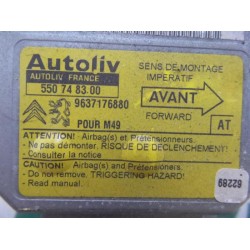 Autoliv
AUTOLIV FRANCE
550 74 83 00
9637176880
POUR M49
SENS DE MONTAGE
IMPERATIF
AVANT
FORWARD
AT
ATTENTION! Airbag(s) et Prétensionneurs.
- Ne pas démonter. RISQUE DE DECLENCHEMENT!
- Consulter la notice
CAUTION! Airbag(s) and Pretensioners.
- Do not remove. TRIGGERING HAZARD!
- Read manual.
62269